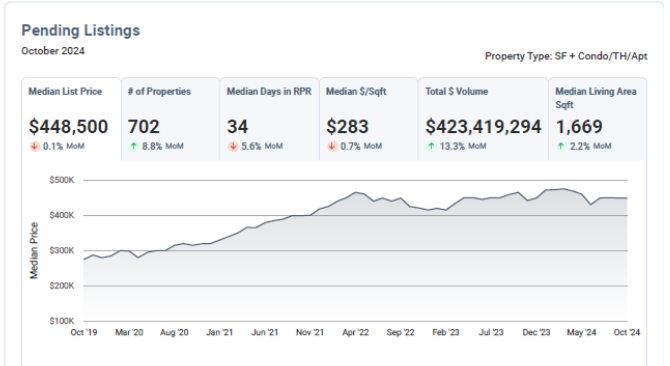 Pending Listings
October 2024
Property Type: SF + Condo/TH/Apt
Median List Price
$448,500
0.1% MoM
# of Properties
702
8.8% MoM
Median Days in RPR
34
5.6% MoM
Median $/Sqft
$283
0.7% MoM
Total $ Volume
$423,419,294
13.3% MoM
Median Living Area
Sqft
1,669
2.2% MoM
Median Price
$500K
$400K
$300K
$200K
$100K
Oct '19 Mar '20 Aug '20 Jan '21 Jun '21 Nov '21 Apr '22 Sep '22 Feb '23 Jul '23 Dec '23 May '24 Oct '24